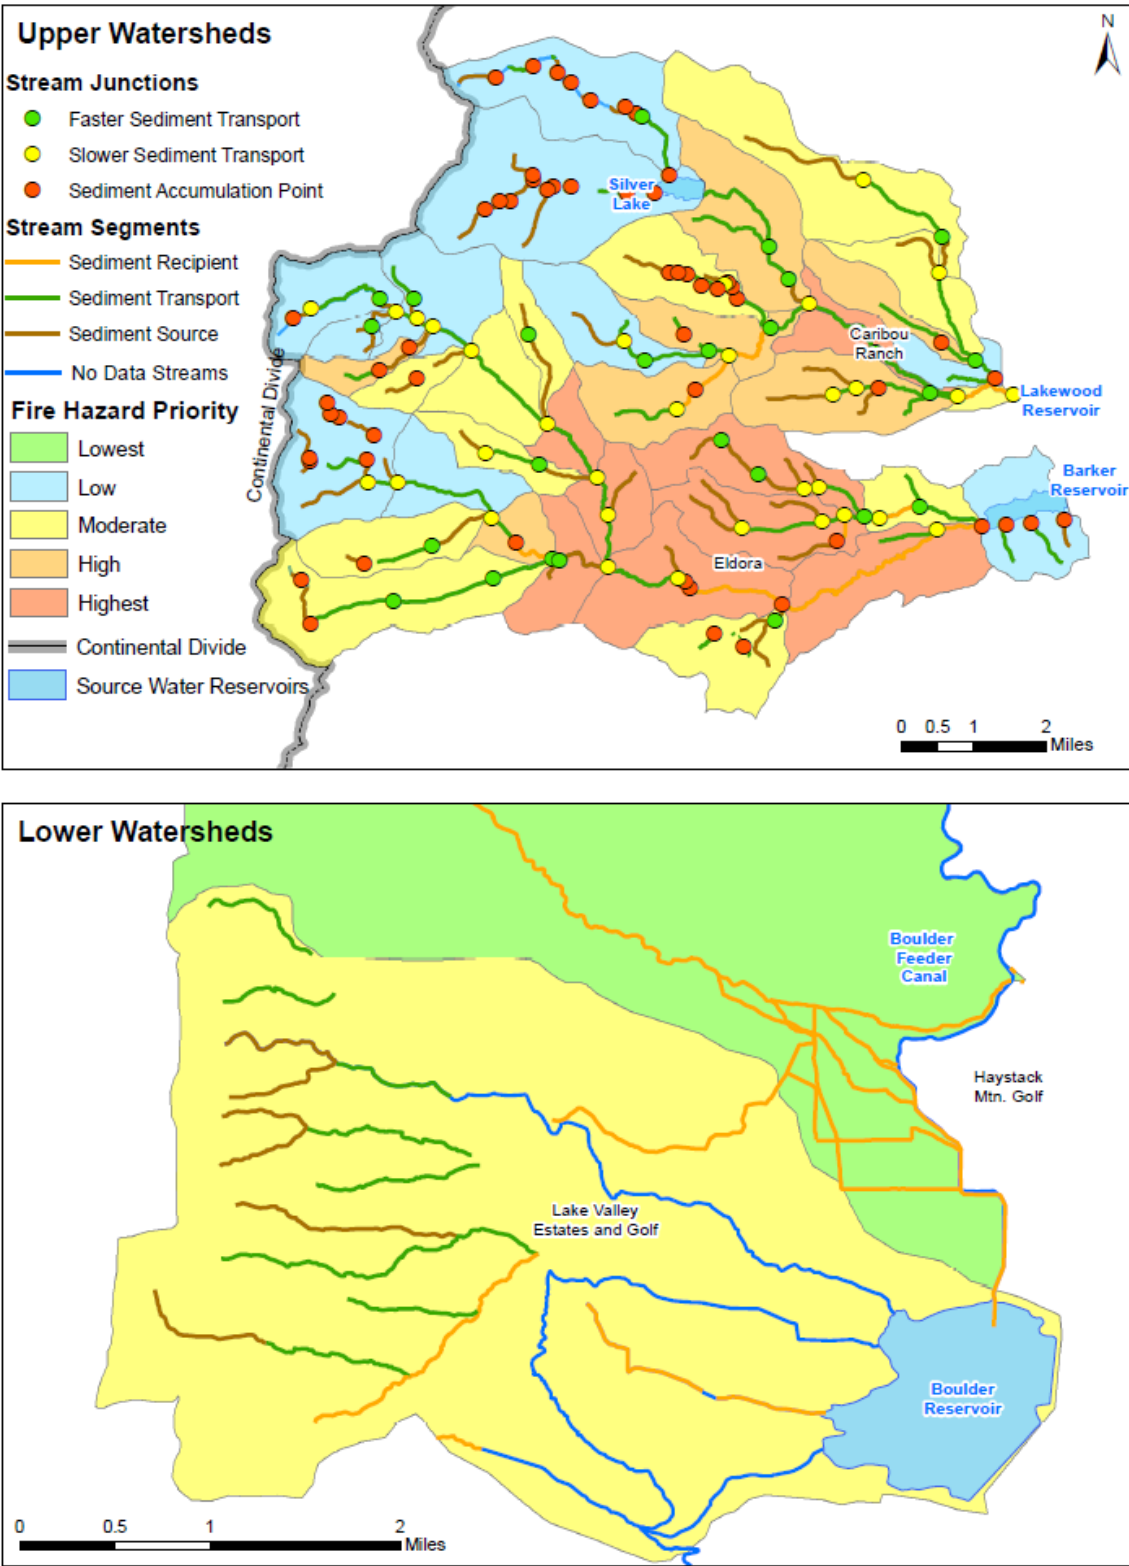 Upper Watersheds
N
Stream Junctions
Faster Sediment Transport
Slower Sediment Transport
Sediment Accumulation Point
Stream Segments
Sediment Recipient
Sediment Transport
Sediment Source
No Data Streams
Fire Hazard Priority
Lowest
Low
Moderate
High
Highest
Continental Divide
Source Water Reservoirs
Continental Divide
Silver
Lake
Caribou
Ranch
Lakewood
Reservoir
Barker
Reservoir
Eldora
0 0.5 1 2
Miles
Lower Watersheds
Boulder
Feeder
Canal
Haystack
Mtn. Golf
Lake Valley
Estates and Golf
Boulder
Reservoir
0 0.5 1 2
Miles